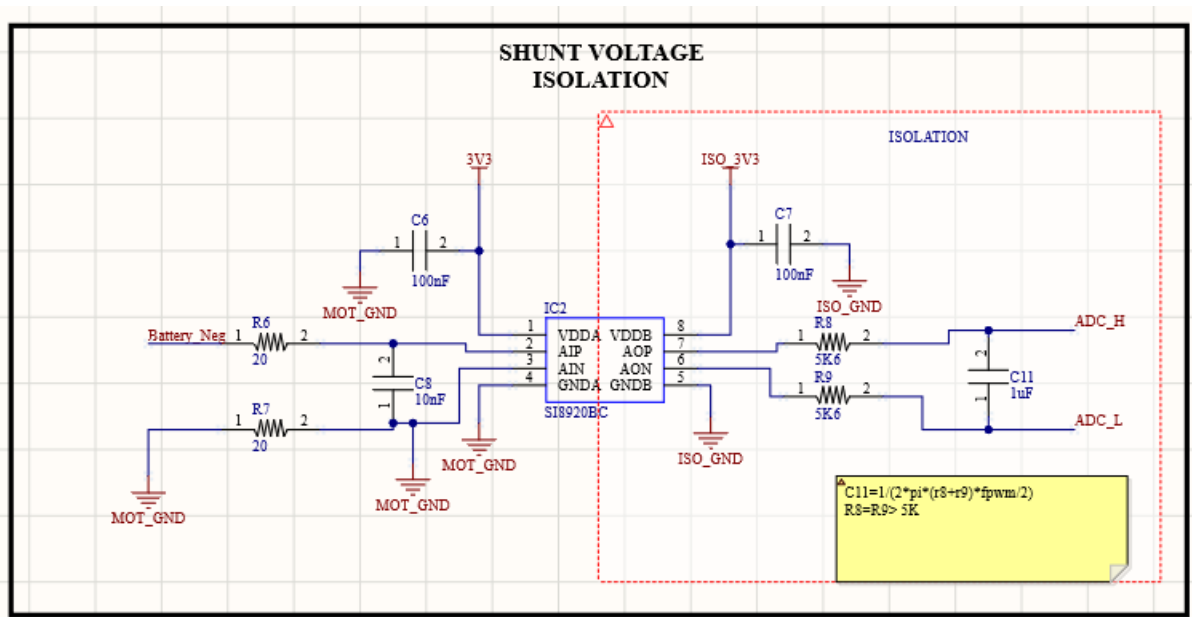 SHUNT VOLTAGE
ISOLATION
ISOLATION
3V3
ISO_3V3
C6
1 2
100nF
MOT_GND
C7
1 2
100nF
ISO_GND
IC2
1 VDDA VDDB 8
2 AIP AOP 7
3 AIN AON 6
4 GNDA GNDB 5
SI8920BC
Battery_Neg
R6
1 2
20
C8
2
1
10nF
R7
1 2
20
MOT_GND
MOT_GND
MOT_GND
ISO_GND
R8
1 2
5K6
R9
1 2
5K6
ADC_H
2
C11
1
1uF
ADC_L
C11=1/(2*pi*(r8+r9)*fpwm/2)
R8=R9> 5K